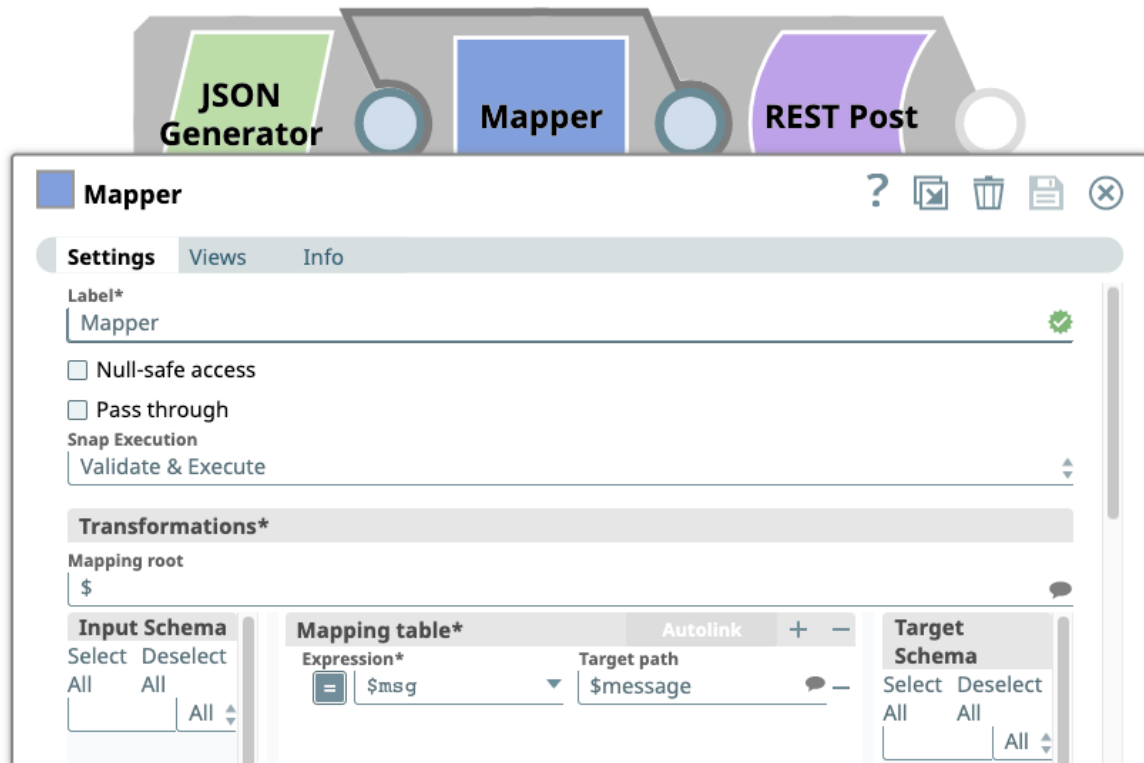 JSON
Generator
Mapper
REST Post
Mapper
?
Settings Views Info
Label*
Mapper
Null-safe access
Pass through
Snap Execution
Validate & Execute
Transformations*
Mapping root
$
Input Schema
Select Deselect
All All
All
Mapping table* Autolink + −
Expression* Target path
= $msg $message −
Target
Schema
Select Deselect
All All
All